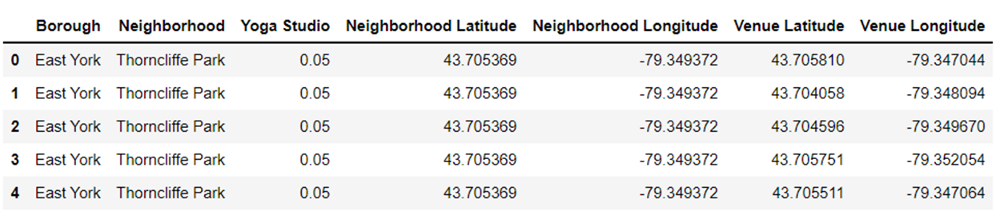 Borough Neighborhood Yoga Studio Neighborhood Latitude Neighborhood Longitude Venue Latitude Venue Longitude
0 East York Thorncliffe Park 0.05 43.705369 -79.349372 43.705810 -79.347044
1 East York Thorncliffe Park 0.05 43.705369 -79.349372 43.704058 -79.348094
2 East York Thorncliffe Park 0.05 43.705369 -79.349372 43.704596 -79.349670
3 East York Thorncliffe Park 0.05 43.705369 -79.349372 43.705751 -79.352054
4 East York Thorncliffe Park 0.05 43.705369 -79.349372 43.705511 -79.347064